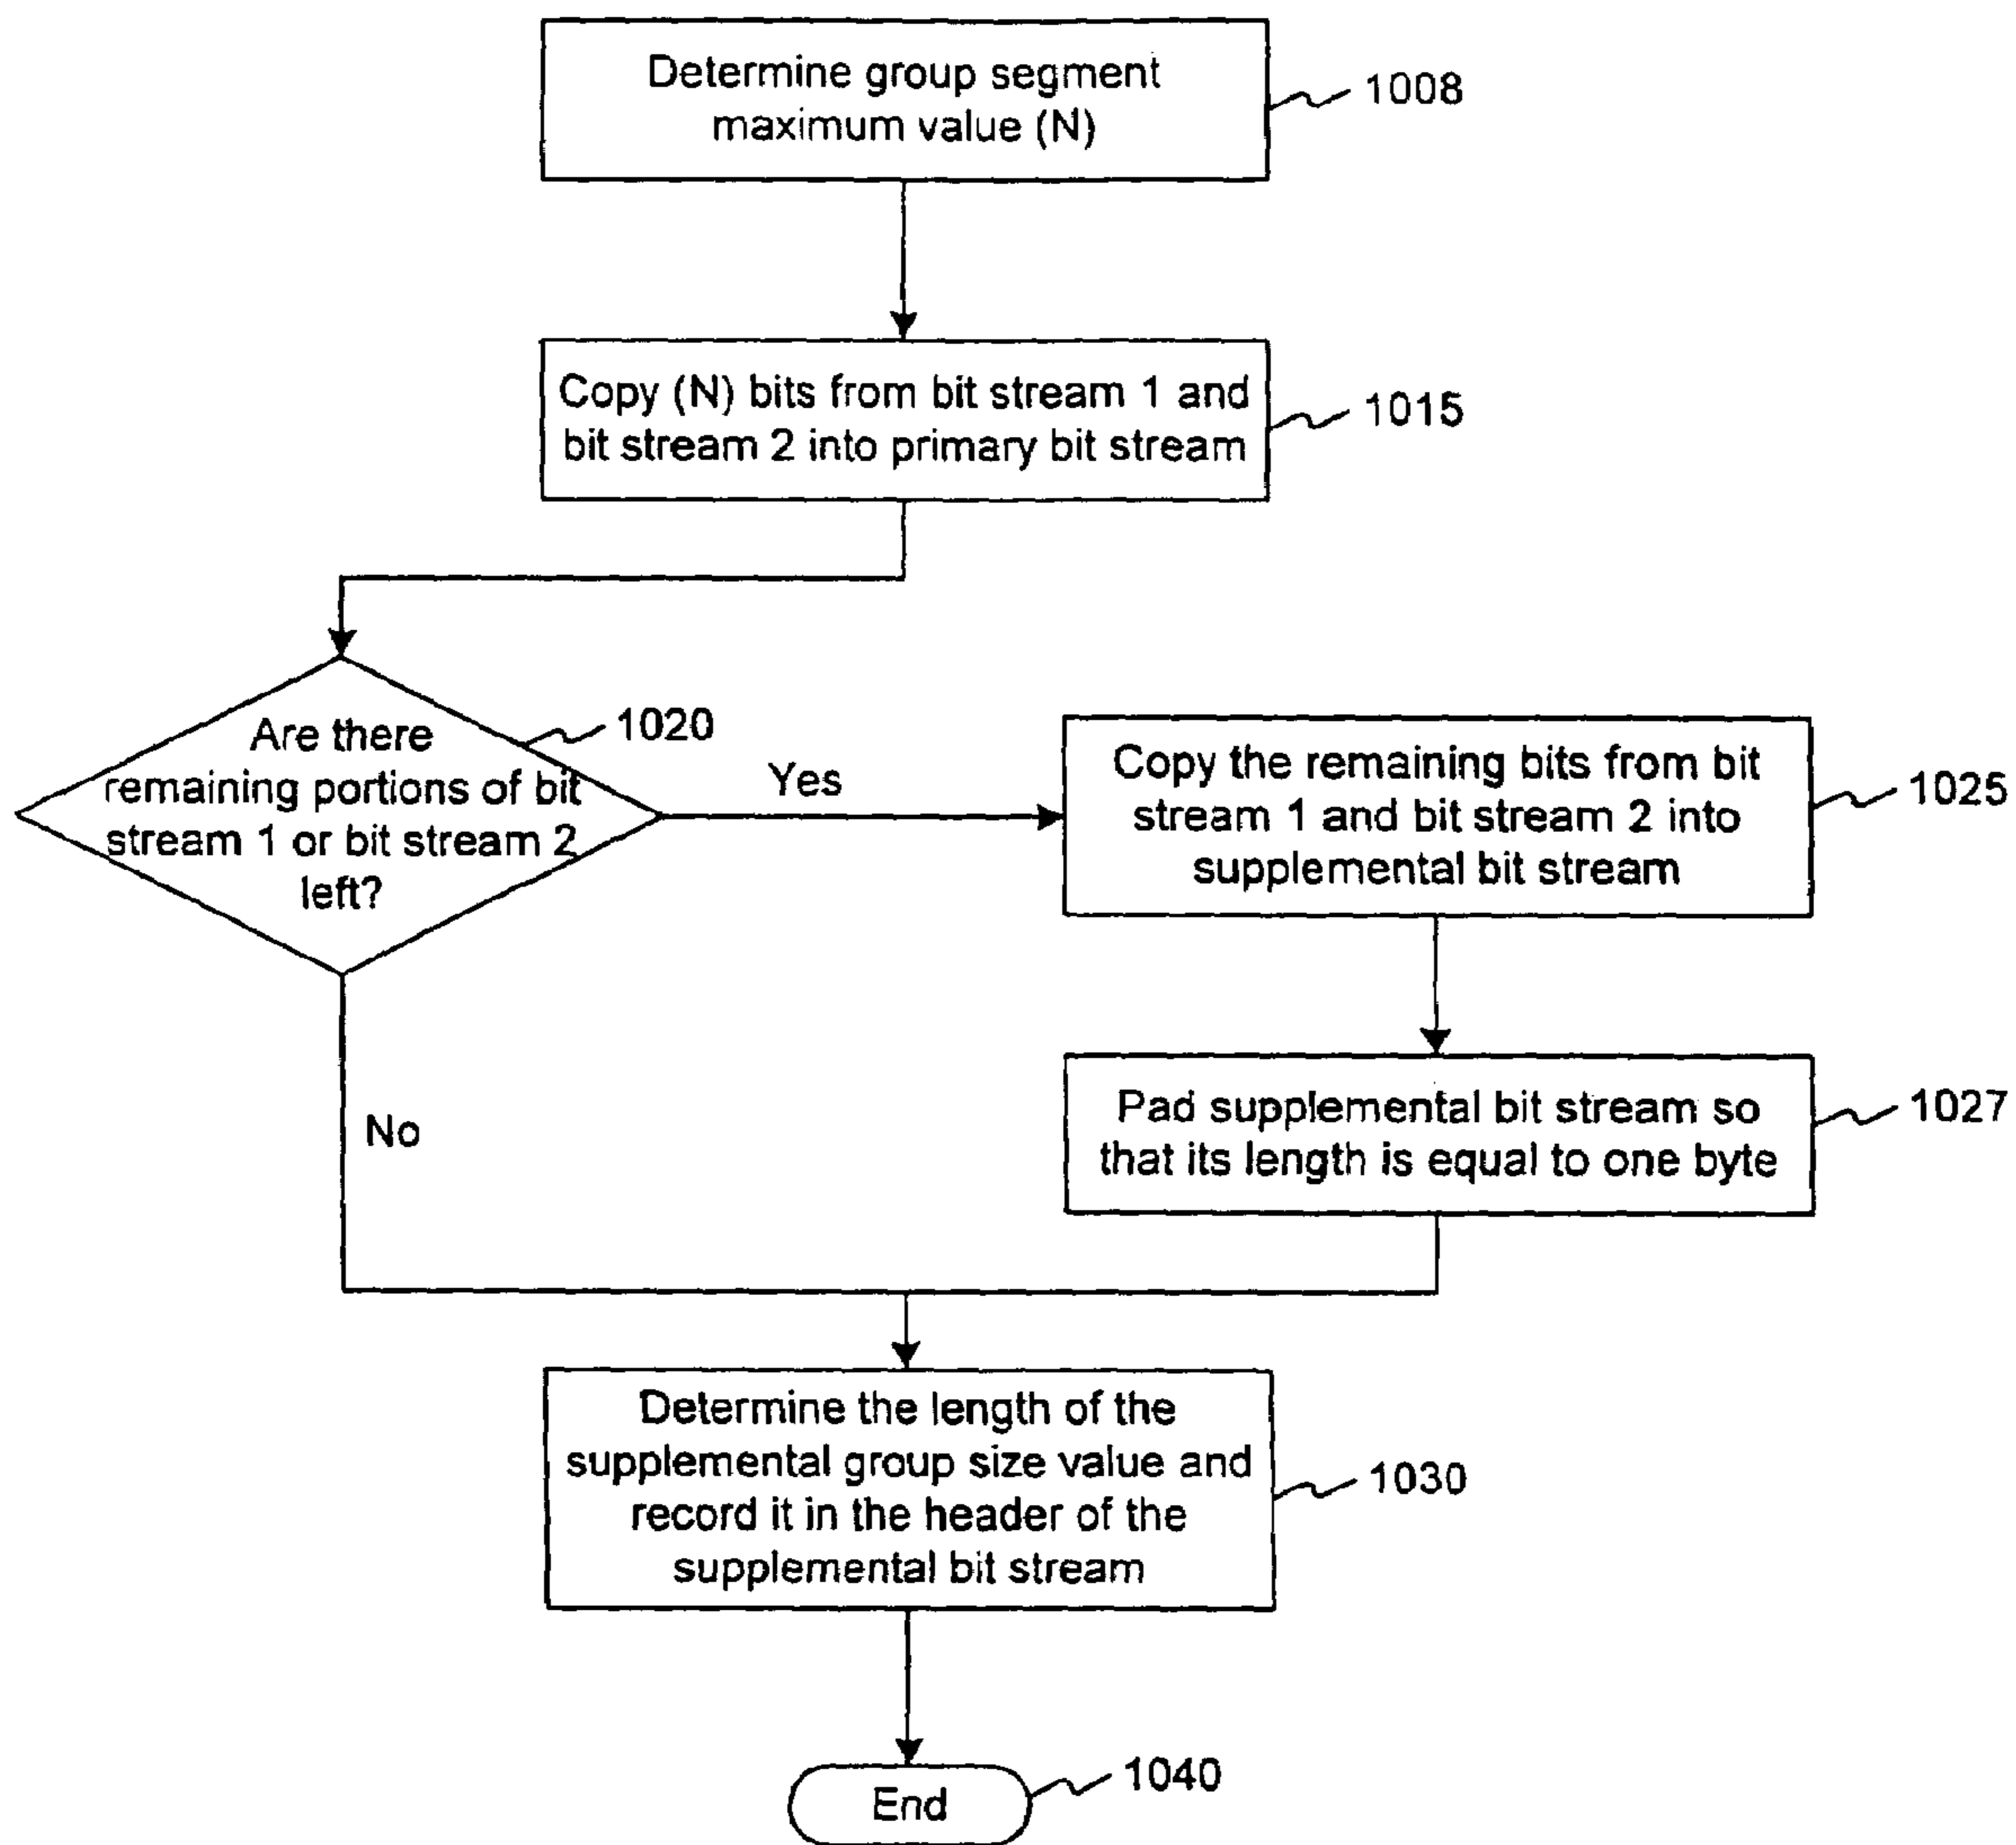 Determine group segment
maximum value (N)
1008
Copy (N) bits from bit stream 1 and
bit stream 2 into primary bit stream
1015
Are there
remaining portions of bit
stream 1 or bit stream 2
left?
1020
Yes
Copy the remaining bits from bit
stream 1 and bit stream 2 into
supplemental bit stream
1025
Pad supplemental bit stream so
that its length is equal to one byte
1027
No
Determine the length of the
supplemental group size value and
record it in the header of the
supplemental bit stream
1030
End
1040